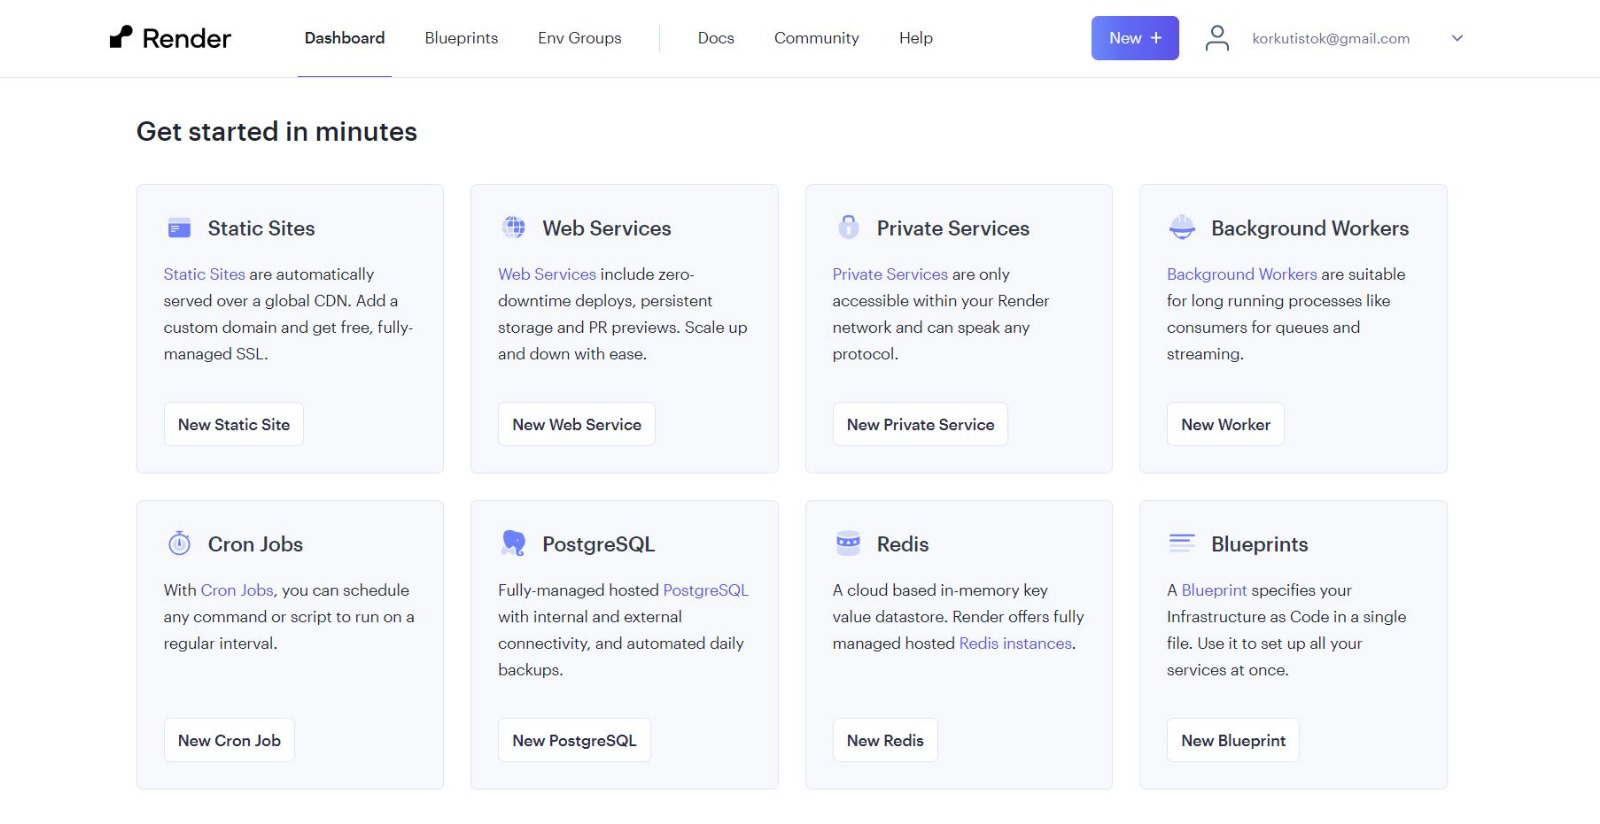 Render
Dashboard
Blueprints
Env Groups
Docs
Community
Help
New +
korkutistok@gmail.com
Get started in minutes
Static Sites
Static Sites are automatically
served over a global CDN. Add a
custom domain and get free, fully-
managed SSL.
New Static Site
Web Services
Web Services include zero-
downtime deploys, persistent
storage and PR previews. Scale up
and down with ease.
New Web Service
Private Services
Private Services are only
accessible within your Render
network and can speak any
protocol.
New Private Service
Background Workers
Background Workers are suitable
for long running processes like
consumers for queues and
streaming.
New Worker
Cron Jobs
With Cron Jobs, you can schedule
any command or script to run on a
regular interval.
New Cron Job
PostgreSQL
Fully-managed hosted PostgreSQL
with internal and external
connectivity, and automated daily
backups.
New PostgreSQL
Redis
A cloud based in-memory key
value datastore. Render offers fully
managed hosted Redis instances.
New Redis
Blueprints
A Blueprint specifies your
Infrastructure as Code in a single
file. Use it to set up all your
services at once.
New Blueprint